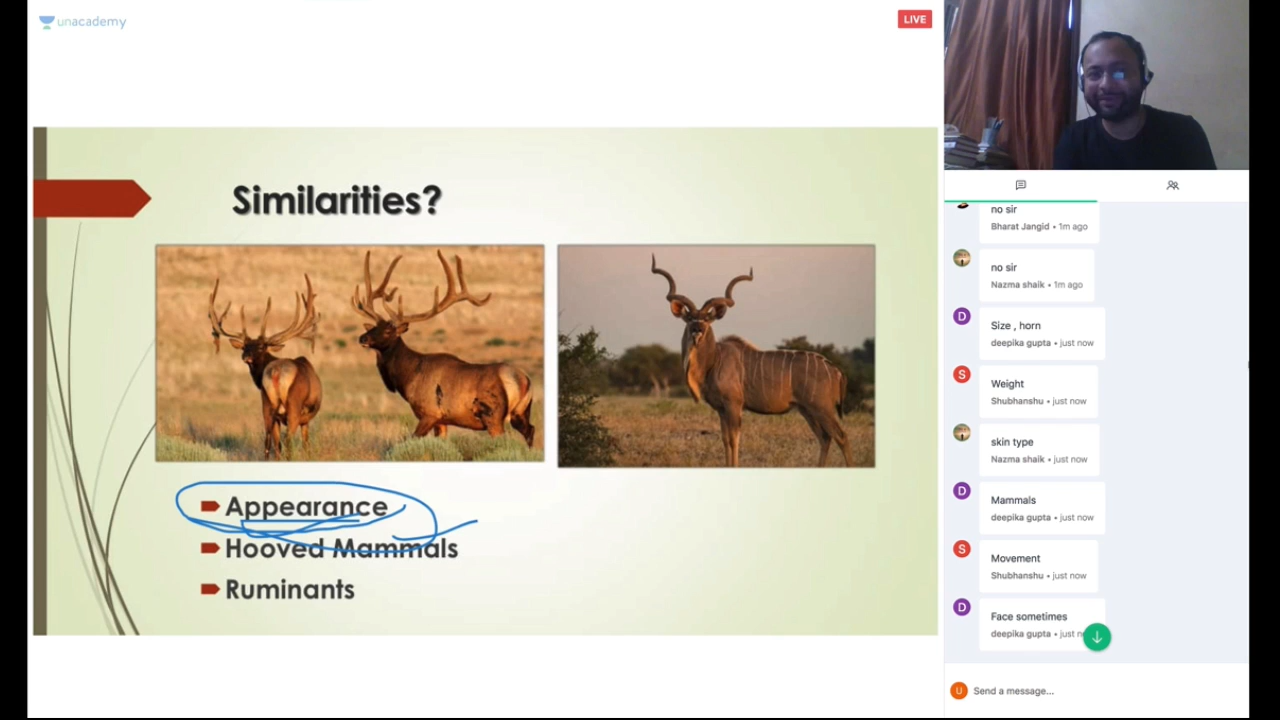 unacademy
LIVE
Similarities?
Appearance
Hooved Mammals
Ruminants
no sir
Bharat Jangid • 1m ago
no sir
Nazma shaik • 1m ago
D
Size , horn
deepika gupta • just now
S
Weight
Shubhanshu • just now
skin type
Nazma shaik • just now
D
Mammals
deepika gupta • just now
S
Movement
Shubhanshu • just now
D
Face sometimes
deepika gupta • just
U
Send a message...